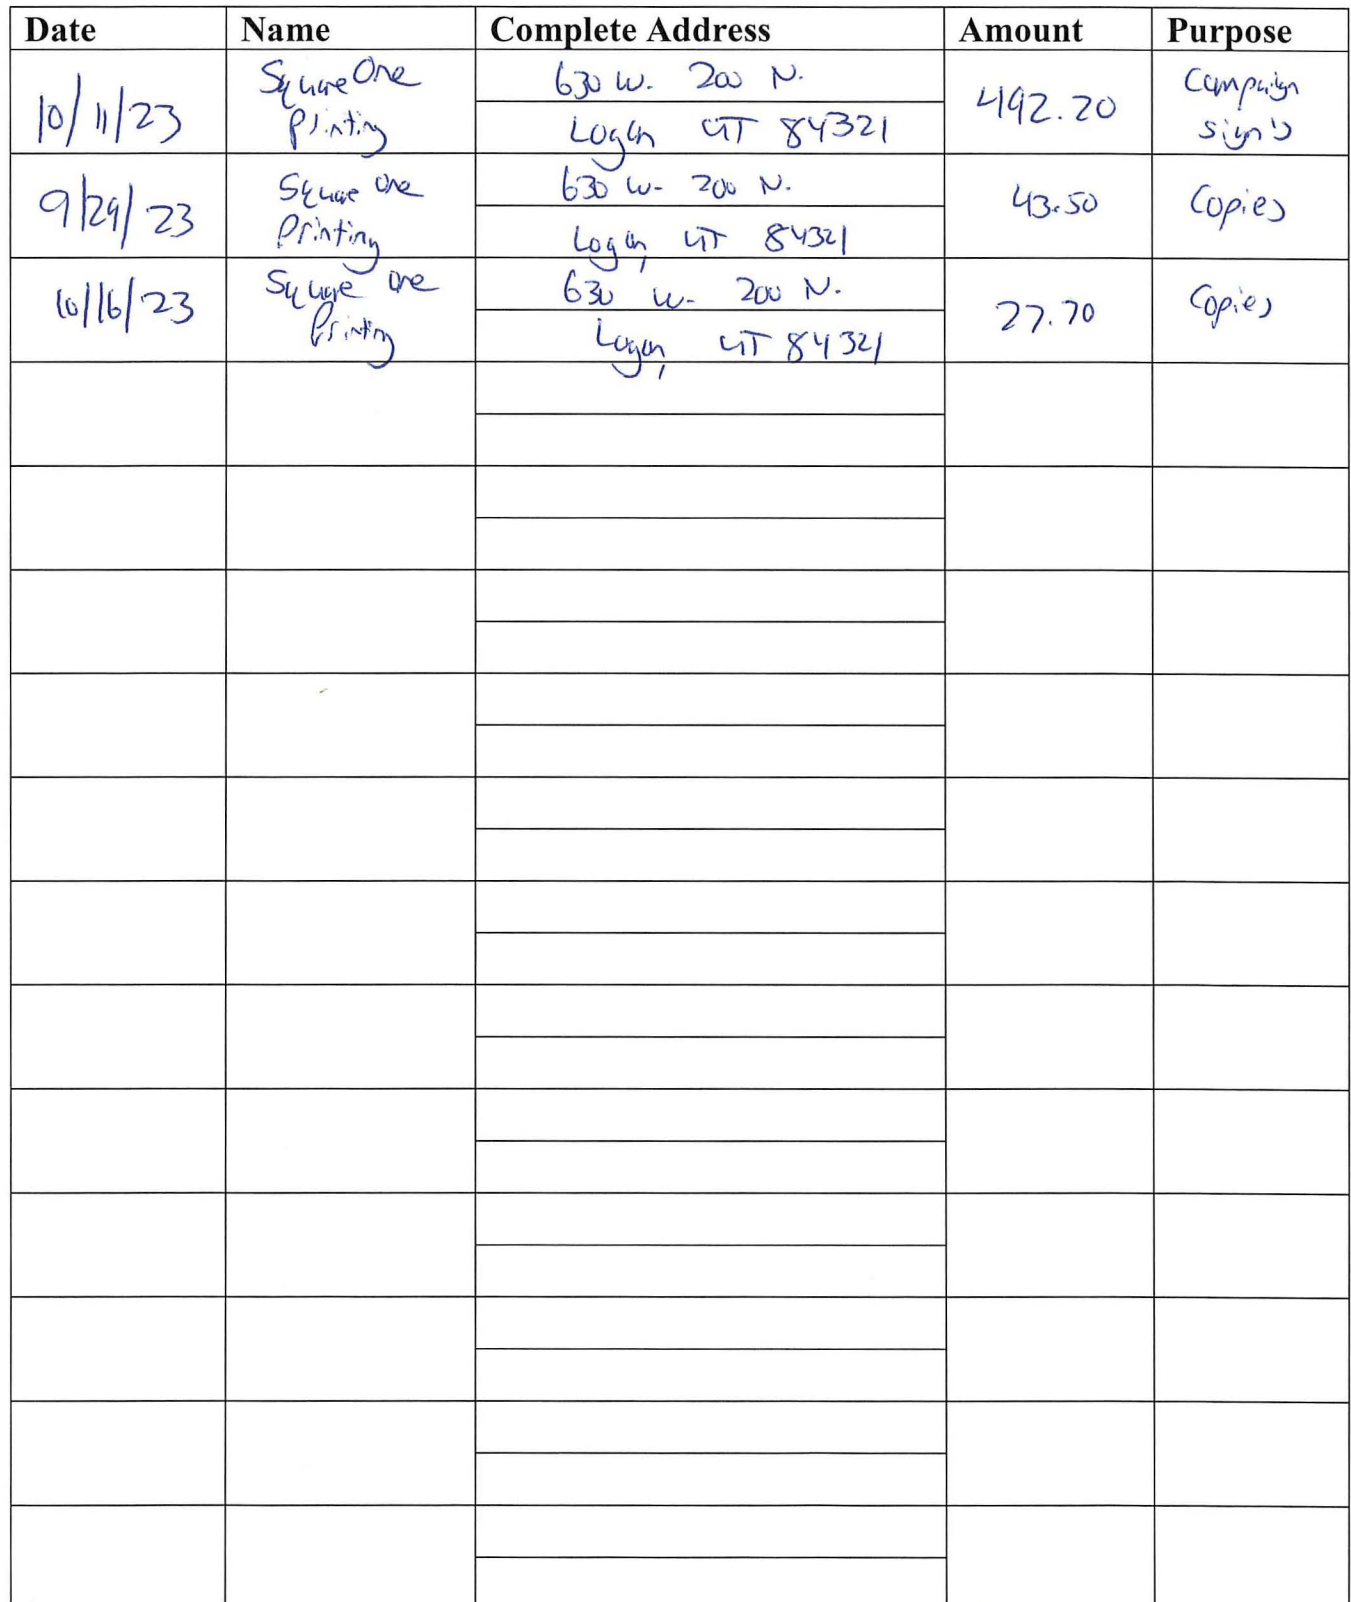 Date Name Complete Address Amount Purpose
10/11/23 Square One Printing 630 W. 200 N. Logan UT 84321 492.20 Campaign sign's
9/29/23 Square One Printing 630 W- 200 N. Logan, UT 84321 43.50 Copies
10/16/23 Square One Printing 630 W- 200 N. Logan, UT 84321 27.70 Copies